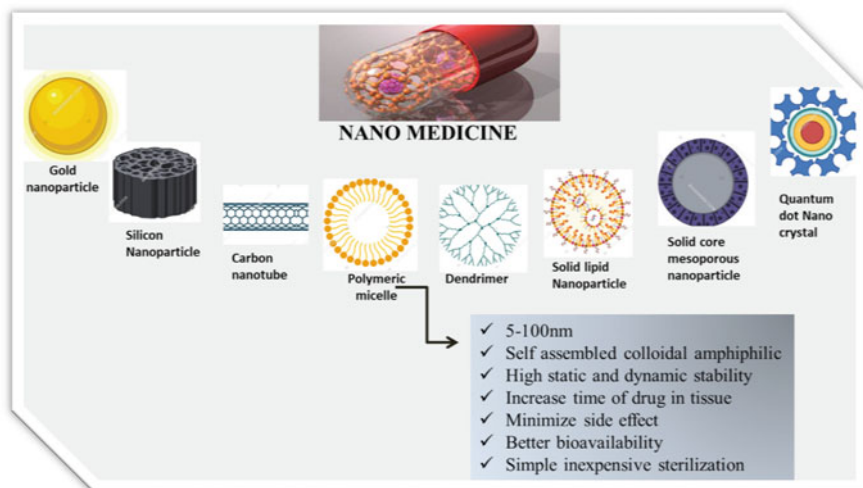 NANO MEDICINE
Gold
nanoparticle
Silicon
Nanoparticle
Carbon
nanotube
Polymeric
micelle
Dendrimer
Solid lipid
Nanoparticle
Solid core
mesoporous
nanoparticle
Quantum
dot Nano
crystal
✓ 5-100nm
✓ Self assembled colloidal amphiphilic
✓ High static and dynamic stability
✓ Increase time of drug in tissue
✓ Minimize side effect
✓ Better bioavailability
✓ Simple inexpensive sterilization